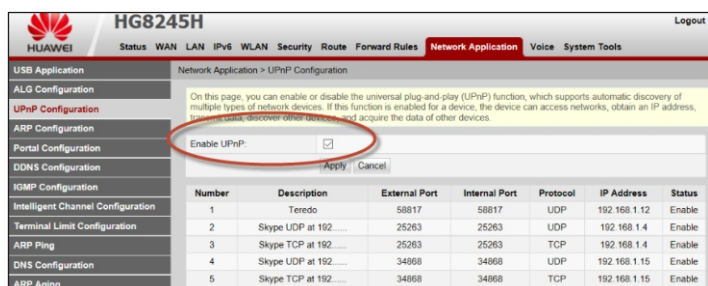 HG8245H
Logout
HUAWEI
Status WAN LAN IPv6 WLAN Security Route Forward Rules Network Application Voice System Tools
USB Application
ALG Configuration
UPnP Configuration
ARP Configuration
Portal Configuration
DDNS Configuration
IGMP Configuration
Intelligent Channel Configuration
Terminal Limit Configuration
ARP Ping
DNS Configuration
ARP Aging
Network Application > UPnP Configuration
On this page, you can enable or disable the universal plug-and-play (UPnP) function, which supports automatic discovery of
multiple types of network devices. If this function is enabled for a device, the device can access networks, obtain an IP address,
transmit data, discover other devices, and acquire the data of other devices.
Enable UPnP:
Apply Cancel
Number Description External Port Internal Port Protocol IP Address Status
1 Teredo 58817 58817 UDP 192.168.1.12 Enable
2 Skype UDP at 192...... 25263 25263 UDP 192.168.1.4 Enable
3 Skype TCP at 192...... 25263 25263 TCP 192.168.1.4 Enable
4 Skype UDP at 192...... 34868 34868 UDP 192.168.1.15 Enable
5 Skype TCP at 192...... 34868 34868 TCP 192.168.1.15 Enable